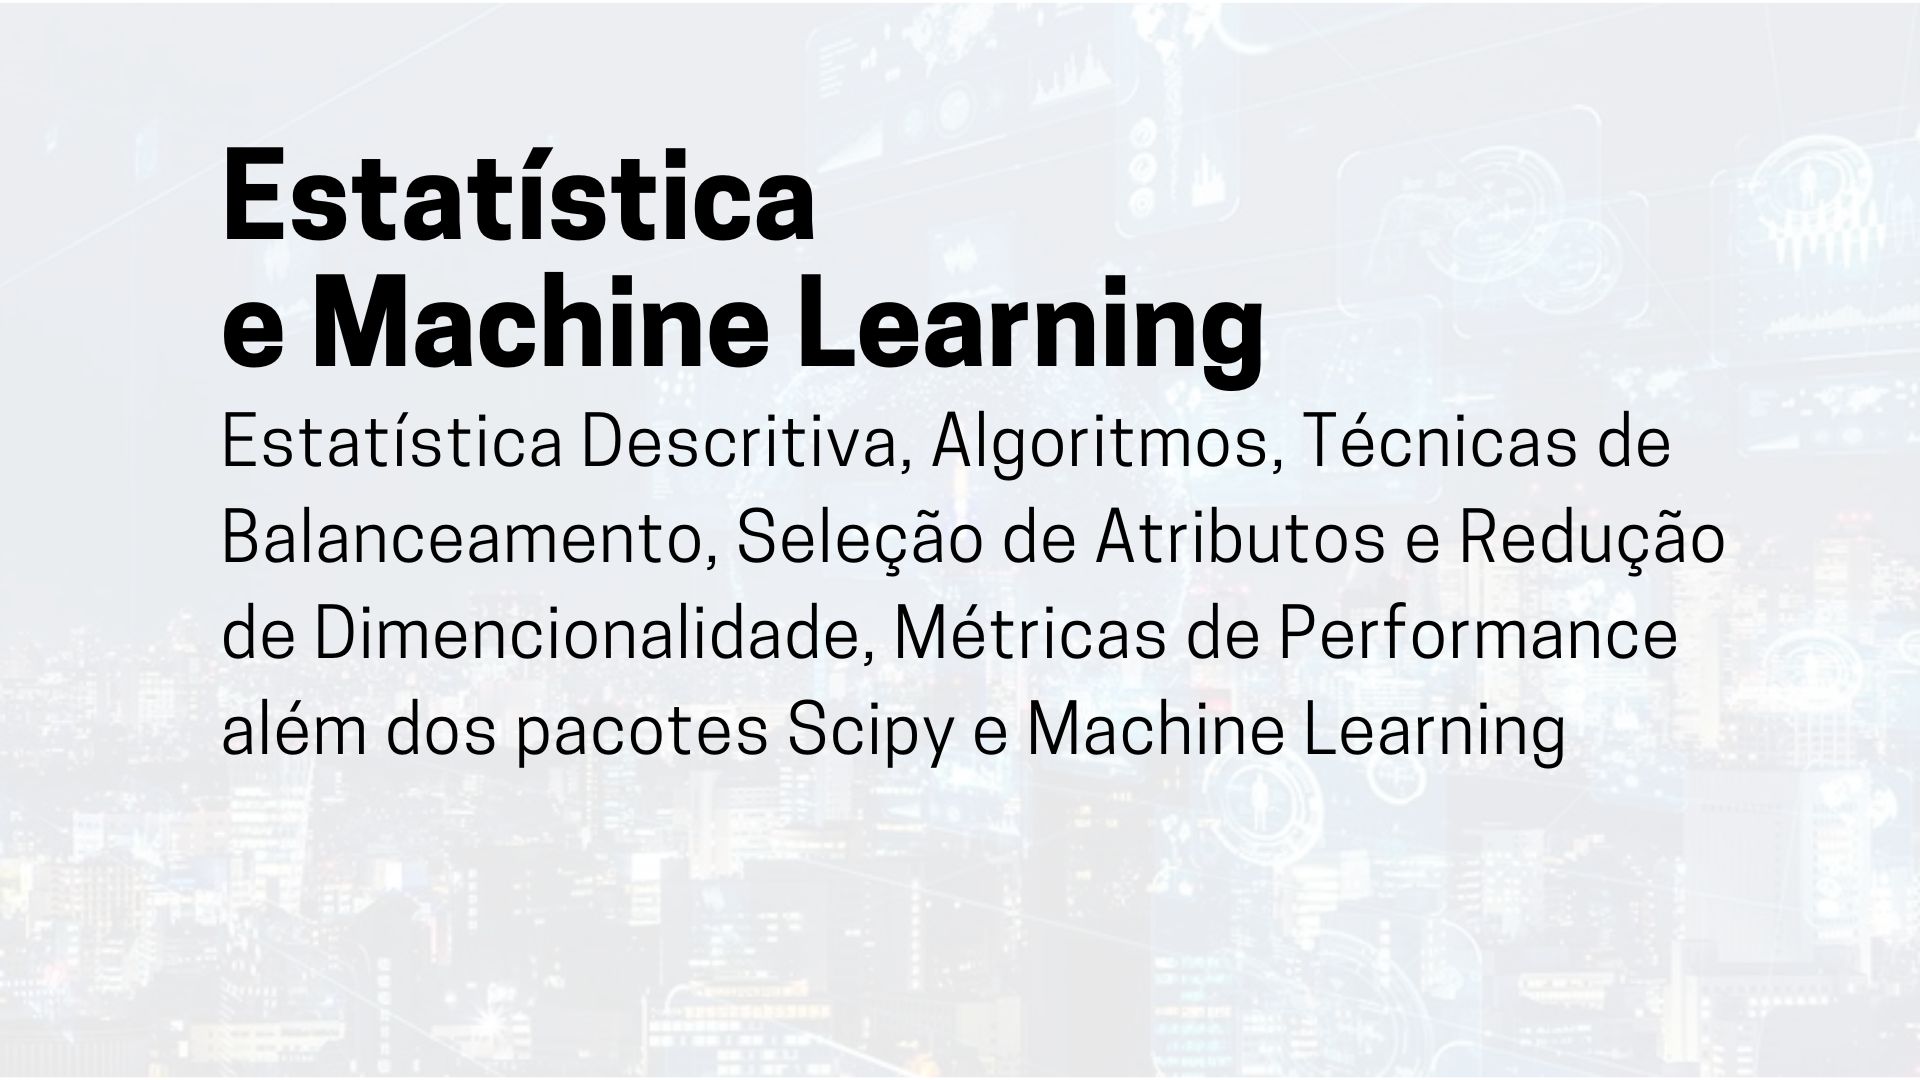 Estatística
e Machine Learning
Estatística Descritiva, Algoritmos, Técnicas de
Balanceamento, Seleção de Atributos e Redução
de Dimencionalidade, Métricas de Performance
além dos pacotes Scipy e Machine Learning